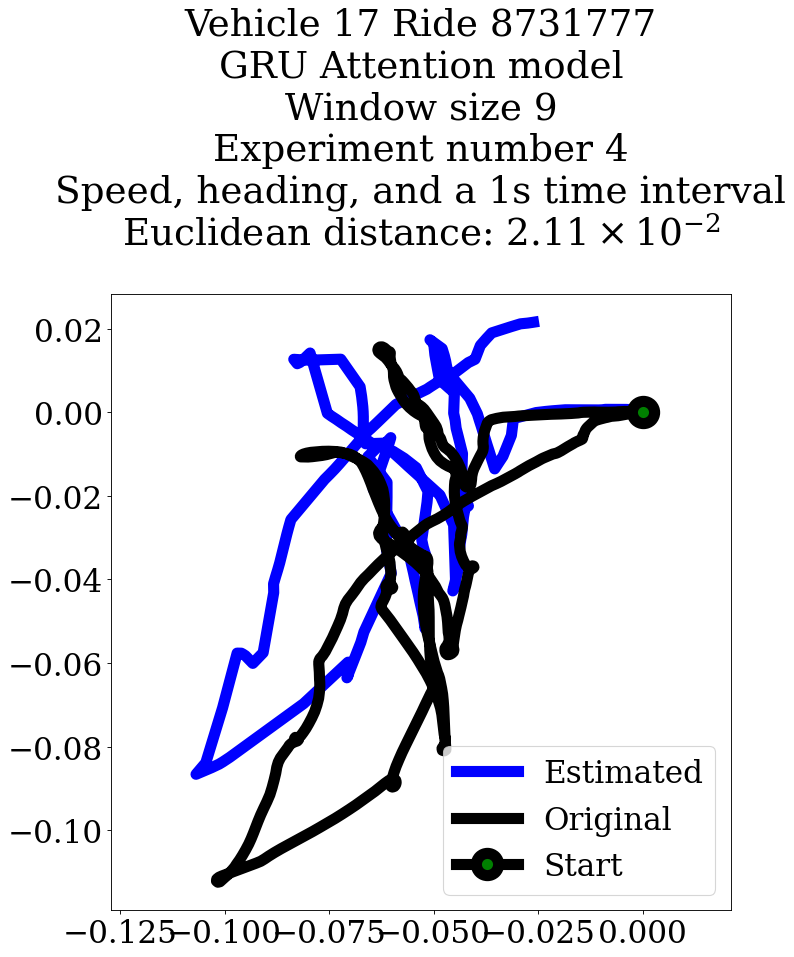 Vehicle 17 Ride 8731777
GRU Attention model
Window size 9
Experiment number 4
Speed, heading, and a 1s time interval
Euclidean distance: 2.11 × 10⁻²
0.02
0.00
−0.02
−0.04
−0.06
−0.08
−0.10
Estimated
Original
Start
−0.125 −0.100 −0.075 −0.050 −0.025 0.000